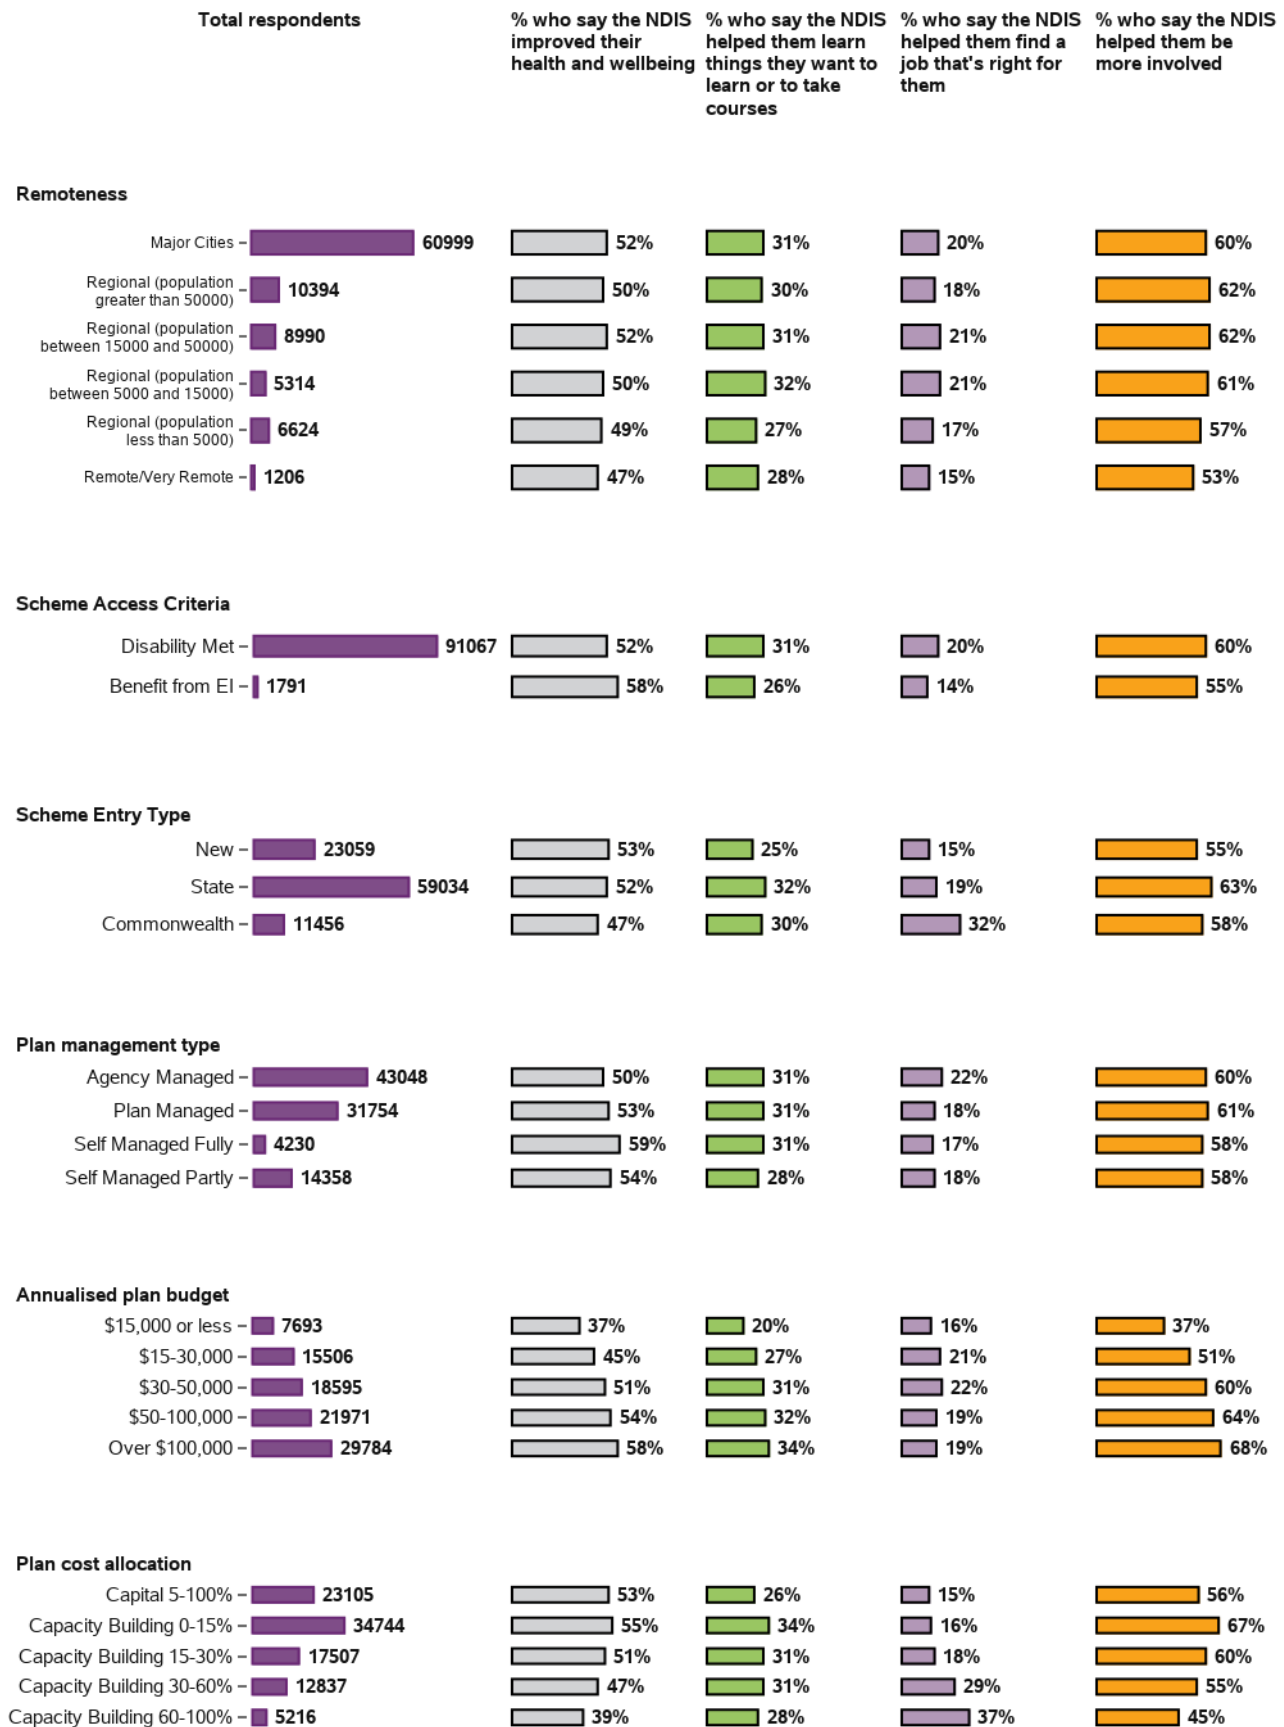 Total respondents
% who say the NDIS improved their health and wellbeing
% who say the NDIS helped them learn things they want to learn or to take courses
% who say the NDIS helped them find a job that's right for them
% who say the NDIS helped them be more involved
Remoteness
Major Cities 60999 52% 31% 20% 60%
Regional (population greater than 50000) 10394 50% 30% 18% 62%
Regional (population between 15000 and 50000) 8990 52% 31% 21% 62%
Regional (population between 5000 and 15000) 5314 50% 32% 21% 61%
Regional (population less than 5000) 6624 49% 27% 17% 57%
Remote/Very Remote 1206 47% 28% 15% 53%
Scheme Access Criteria
Disability Met 91067 52% 31% 20% 60%
Benefit from EI 1791 58% 26% 14% 55%
Scheme Entry Type
New 23059 53% 25% 15% 55%
State 59034 52% 32% 19% 63%
Commonwealth 11456 47% 30% 32% 58%
Plan management type
Agency Managed 43048 50% 31% 22% 60%
Plan Managed 31754 53% 31% 18% 61%
Self Managed Fully 4230 59% 31% 17% 58%
Self Managed Partly 14358 54% 28% 18% 58%
Annualised plan budget
$15,000 or less 7693 37% 20% 16% 37%
$15-30,000 15506 45% 27% 21% 51%
$30-50,000 18595 51% 31% 22% 60%
$50-100,000 21971 54% 32% 19% 64%
Over $100,000 29784 58% 34% 19% 68%
Plan cost allocation
Capital 5-100% 23105 53% 26% 15% 56%
Capacity Building 0-15% 34744 55% 34% 16% 67%
Capacity Building 15-30% 17507 51% 31% 18% 60%
Capacity Building 30-60% 12837 47% 31% 29% 55%
Capacity Building 60-100% 5216 39% 28% 37% 45%